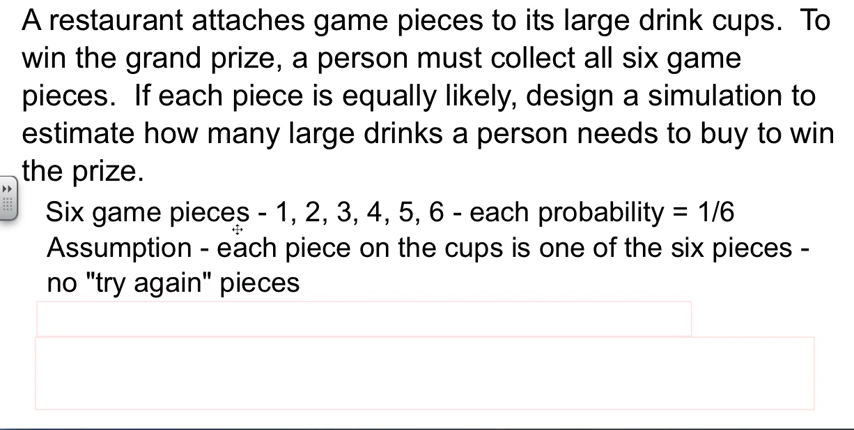 A restaurant attaches game pieces to its large drink cups.  To
win the grand prize, a person must collect all six game
pieces.  If each piece is equally likely, design a simulation to
estimate how many large drinks a person needs to buy to win
the prize.
Six game pieces - 1, 2, 3, 4, 5, 6 - each probability = 1/6
Assumption - each piece on the cups is one of the six pieces -
no "try again" pieces